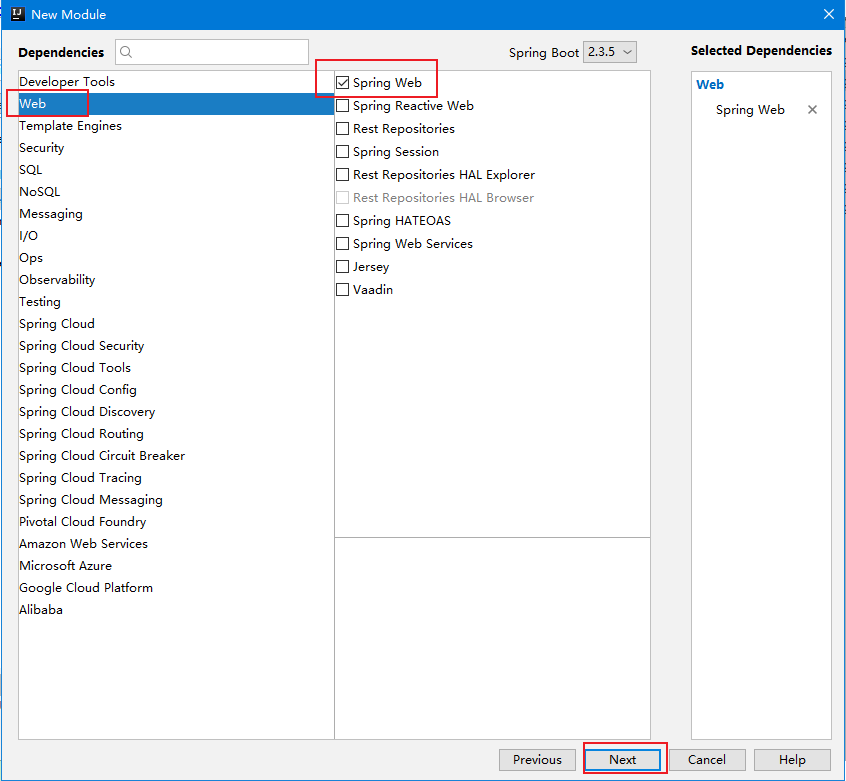 New Module
Dependencies
Spring Boot 2.3.5
Selected Dependencies
Developer Tools
Web
Template Engines
Security
SQL
NoSQL
Messaging
I/O
Ops
Observability
Testing
Spring Cloud
Spring Cloud Security
Spring Cloud Tools
Spring Cloud Config
Spring Cloud Discovery
Spring Cloud Routing
Spring Cloud Circuit Breaker
Spring Cloud Tracing
Spring Cloud Messaging
Pivotal Cloud Foundry
Amazon Web Services
Microsoft Azure
Google Cloud Platform
Alibaba
Spring Web
Spring Reactive Web
Rest Repositories
Spring Session
Rest Repositories HAL Explorer
Rest Repositories HAL Browser
Spring HATEOAS
Spring Web Services
Jersey
Vaadin
Web
Spring Web
Previous
Next
Cancel
Help